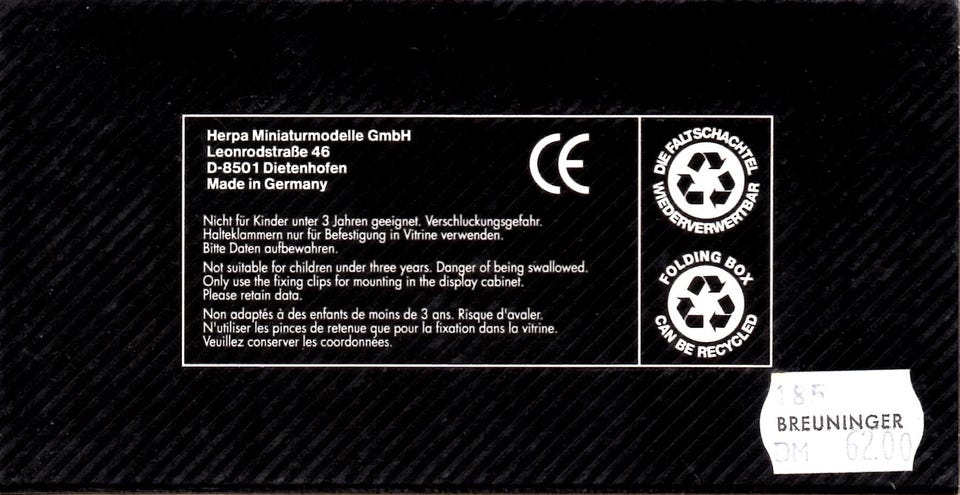 Herpa Miniaturmodelle GmbH
Leonrodstraße 46
D-8501 Dietenhofen
Made in Germany
CE
Nicht für Kinder unter 3 Jahren geeignet. Verschluckungsgefahr.
Halteklammern nur für Befestigung in Vitrine verwenden.
Bitte Daten aufbewahren.
Not suitable for children under three years. Danger of being swallowed.
Only use the fixing clips for mounting in the display cabinet.
Please retain data.
Non adaptés à des enfants de moins de 3 ans. Risque d'avaler.
N'utiliser les pinces de retenue que pour la fixation dans la vitrine.
Veuillez conserver les coordonnées.
DIE FALTSCHACHTEL
WIEDERVERWERTBAR
FOLDING BOX
CAN BE RECYCLED
185
BREUNINGER
DM 62.00